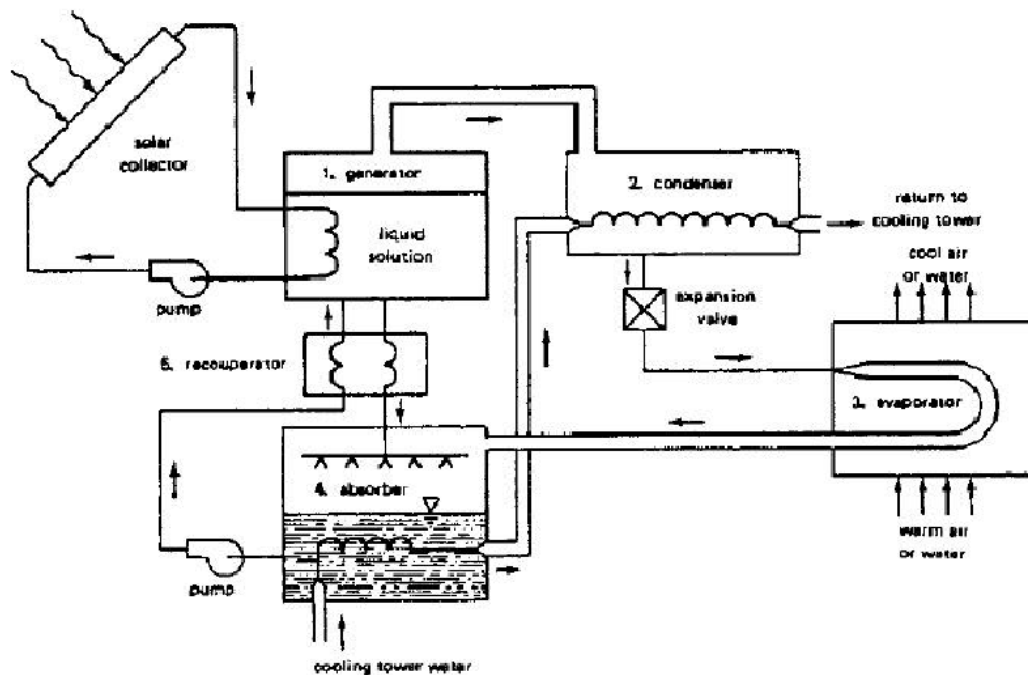 solar
collector
1. generator
liquid
solution
pump
2. condenser
return to
cooling tower
cool air
or water
expansion
valve
5. recouperator
3. evaporator
4. absorber
warm air
or water
pump
cooling tower water